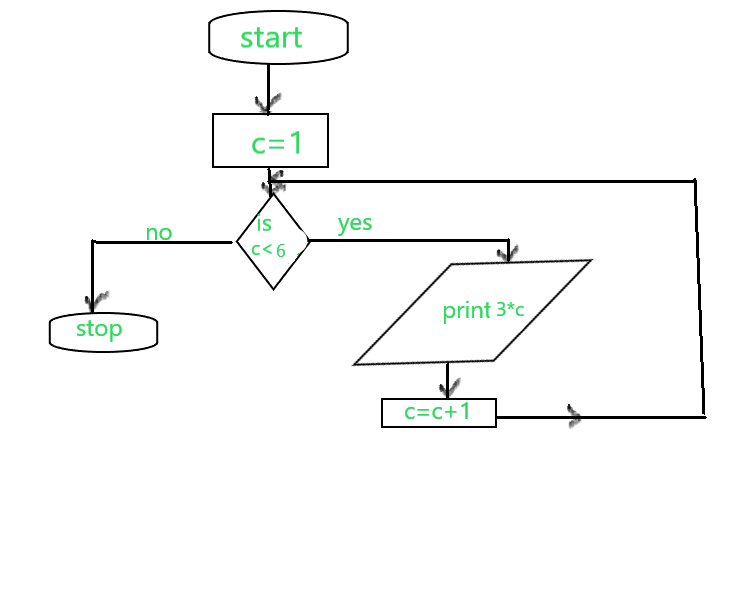 start
c=1
is
c<6
yes
no
stop
print 3*c
c=c+1